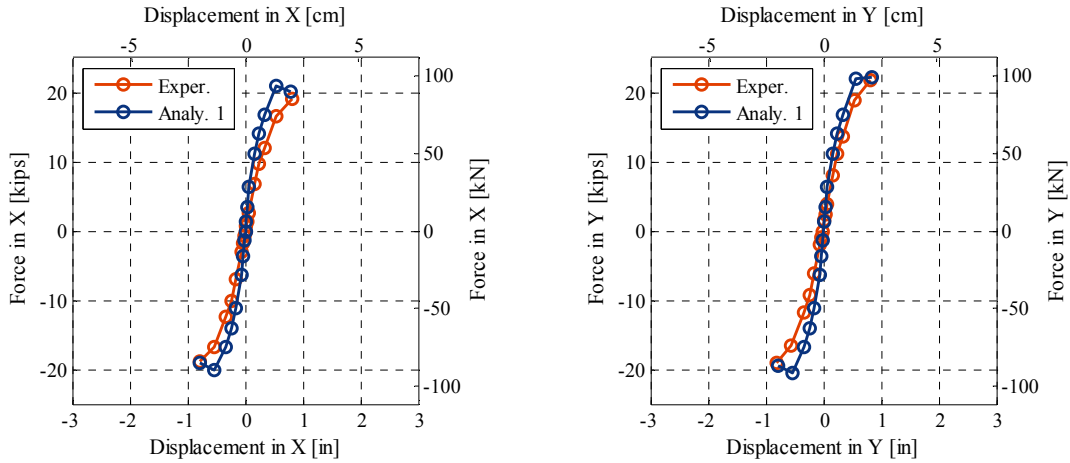 Displacement in X [cm]
-5 0 5
Exper.
Analy. 1
Force in X [kips]
20
10
0
-10
-20
100
50
0
-50
-100
Force in X [kN]
-3 -2 -1 0 1 2 3
Displacement in X [in]
Displacement in Y [cm]
-5 0 5
Exper.
Analy. 1
Force in Y [kips]
20
10
0
-10
-20
100
50
0
-50
-100
Force in Y [kN]
-3 -2 -1 0 1 2 3
Displacement in Y [in]